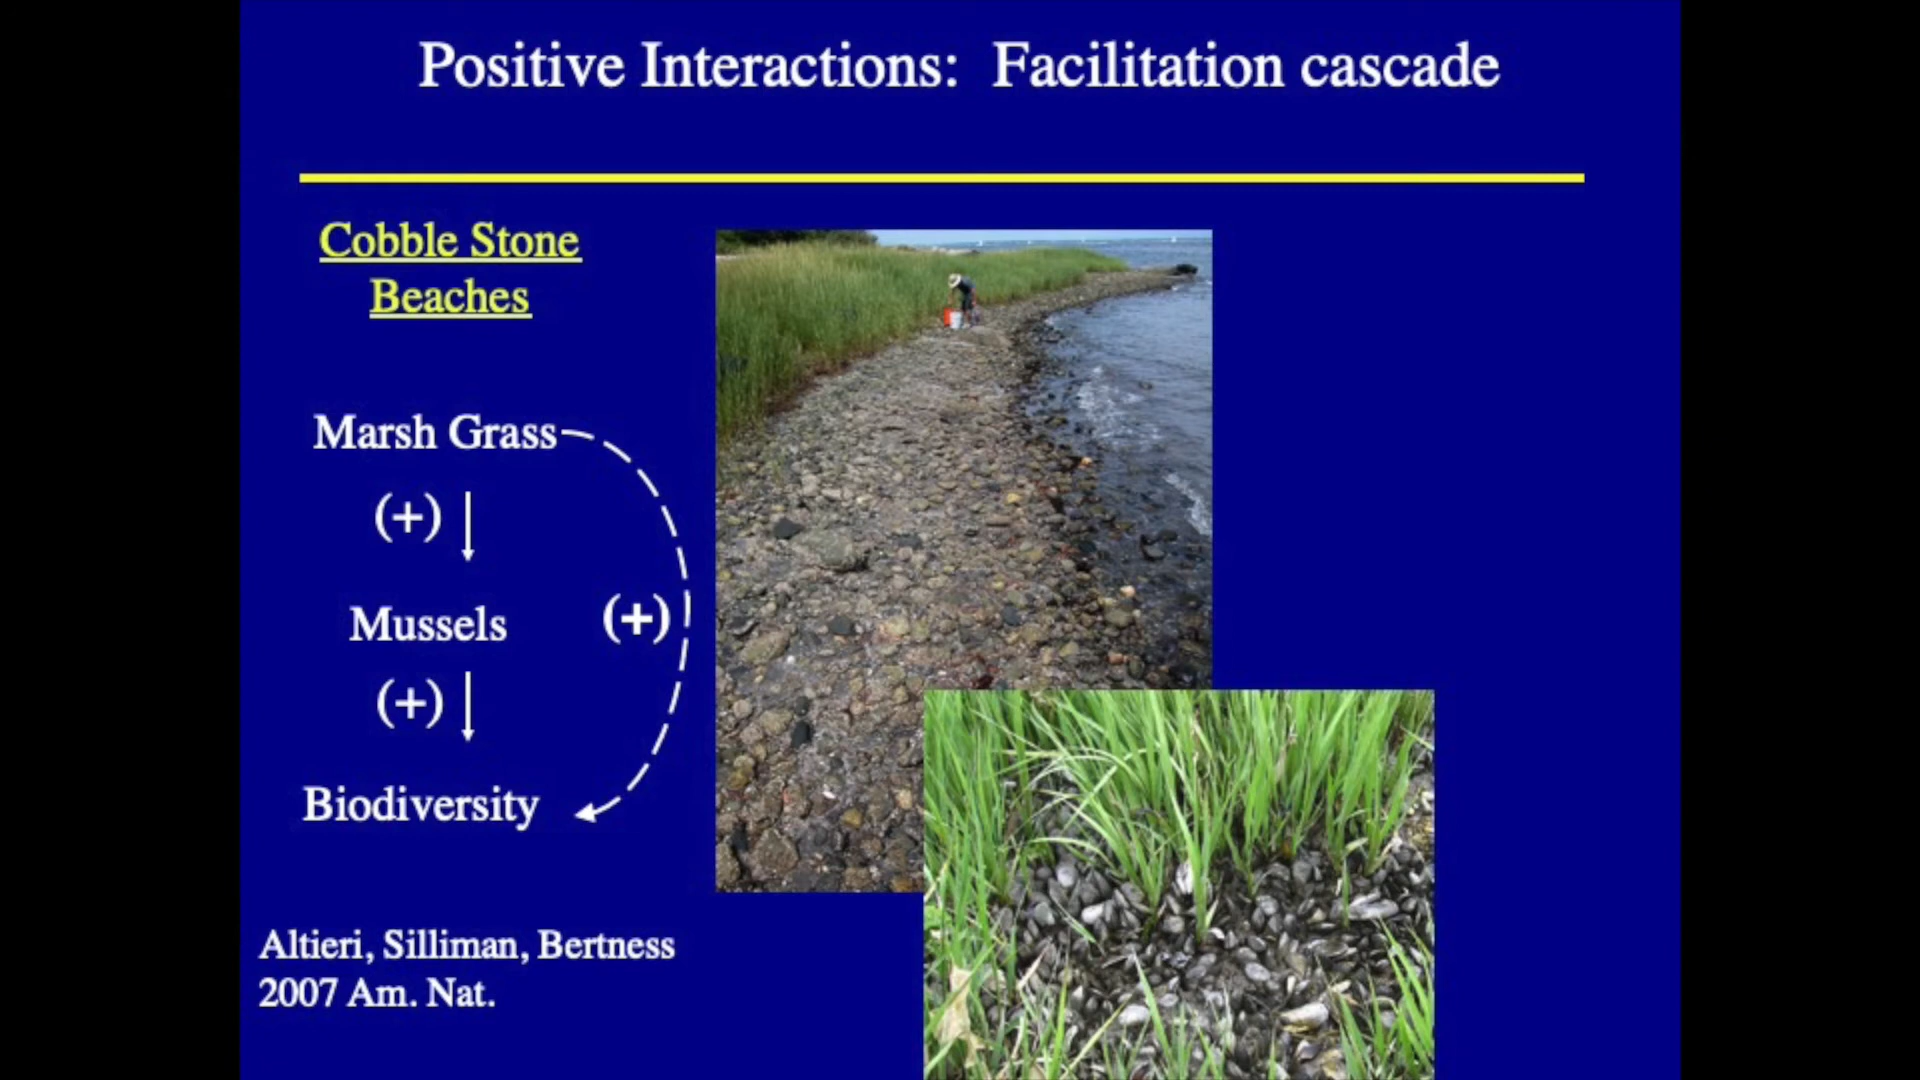 Positive Interactions: Facilitation cascade
Cobble Stone
Beaches
Marsh Grass
(+)
Mussels
(+)
(+)
Biodiversity
Altieri, Silliman, Bertness
2007 Am. Nat.